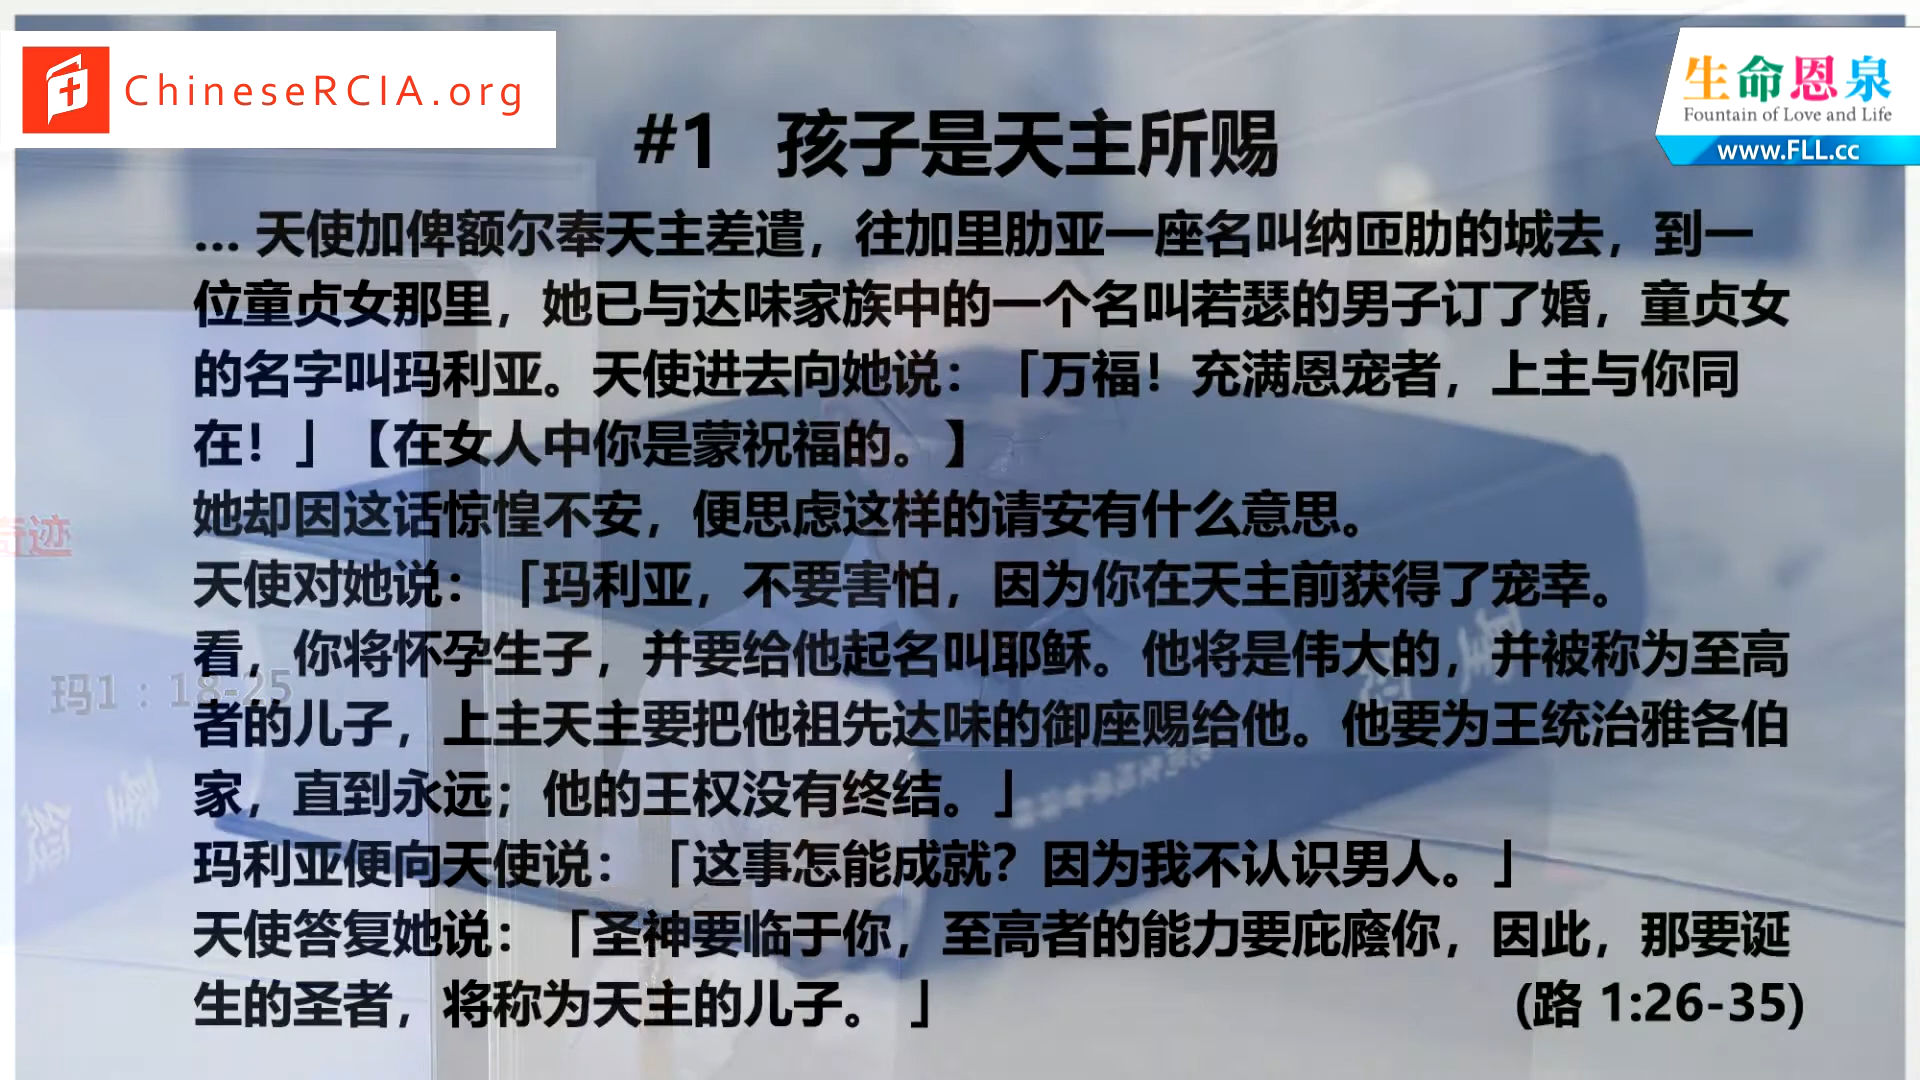 ChineseRCIA.org
生命恩泉
Fountain of Love and Life
www.FLL.cc
#1 孩子是天主所赐
... 天使加俾额尔奉天主差遣，往加里肋亚一座名叫纳匝肋的城去，到一
位童贞女那里，她已与达味家族中的一个名叫若瑟的男子订了婚，童贞女
的名字叫玛利亚。天使进去向她说：「万福！充满恩宠者，上主与你同
在！」【在女人中你是蒙祝福的。】
她却因这话惊惶不安，便思虑这样的请安有什么意思。
天使对她说：「玛利亚，不要害怕，因为你在天主前获得了宠幸。
看，你将怀孕生子，并要给他起名叫耶稣。他将是伟大的，并被称为至高
者的儿子，上主天主要把他祖先达味的御座赐给他。他要为王统治雅各伯
家，直到永远；他的王权没有终结。」
玛利亚便向天使说：「这事怎能成就？因为我不认识男人。」
天使答复她说：「圣神要临于你，至高者的能力要庇廕你，因此，那要诞
生的圣者，将称为天主的儿子。 」
(路 1:26-35)
奇迹
玛1：18-25
聖
經
聖
經